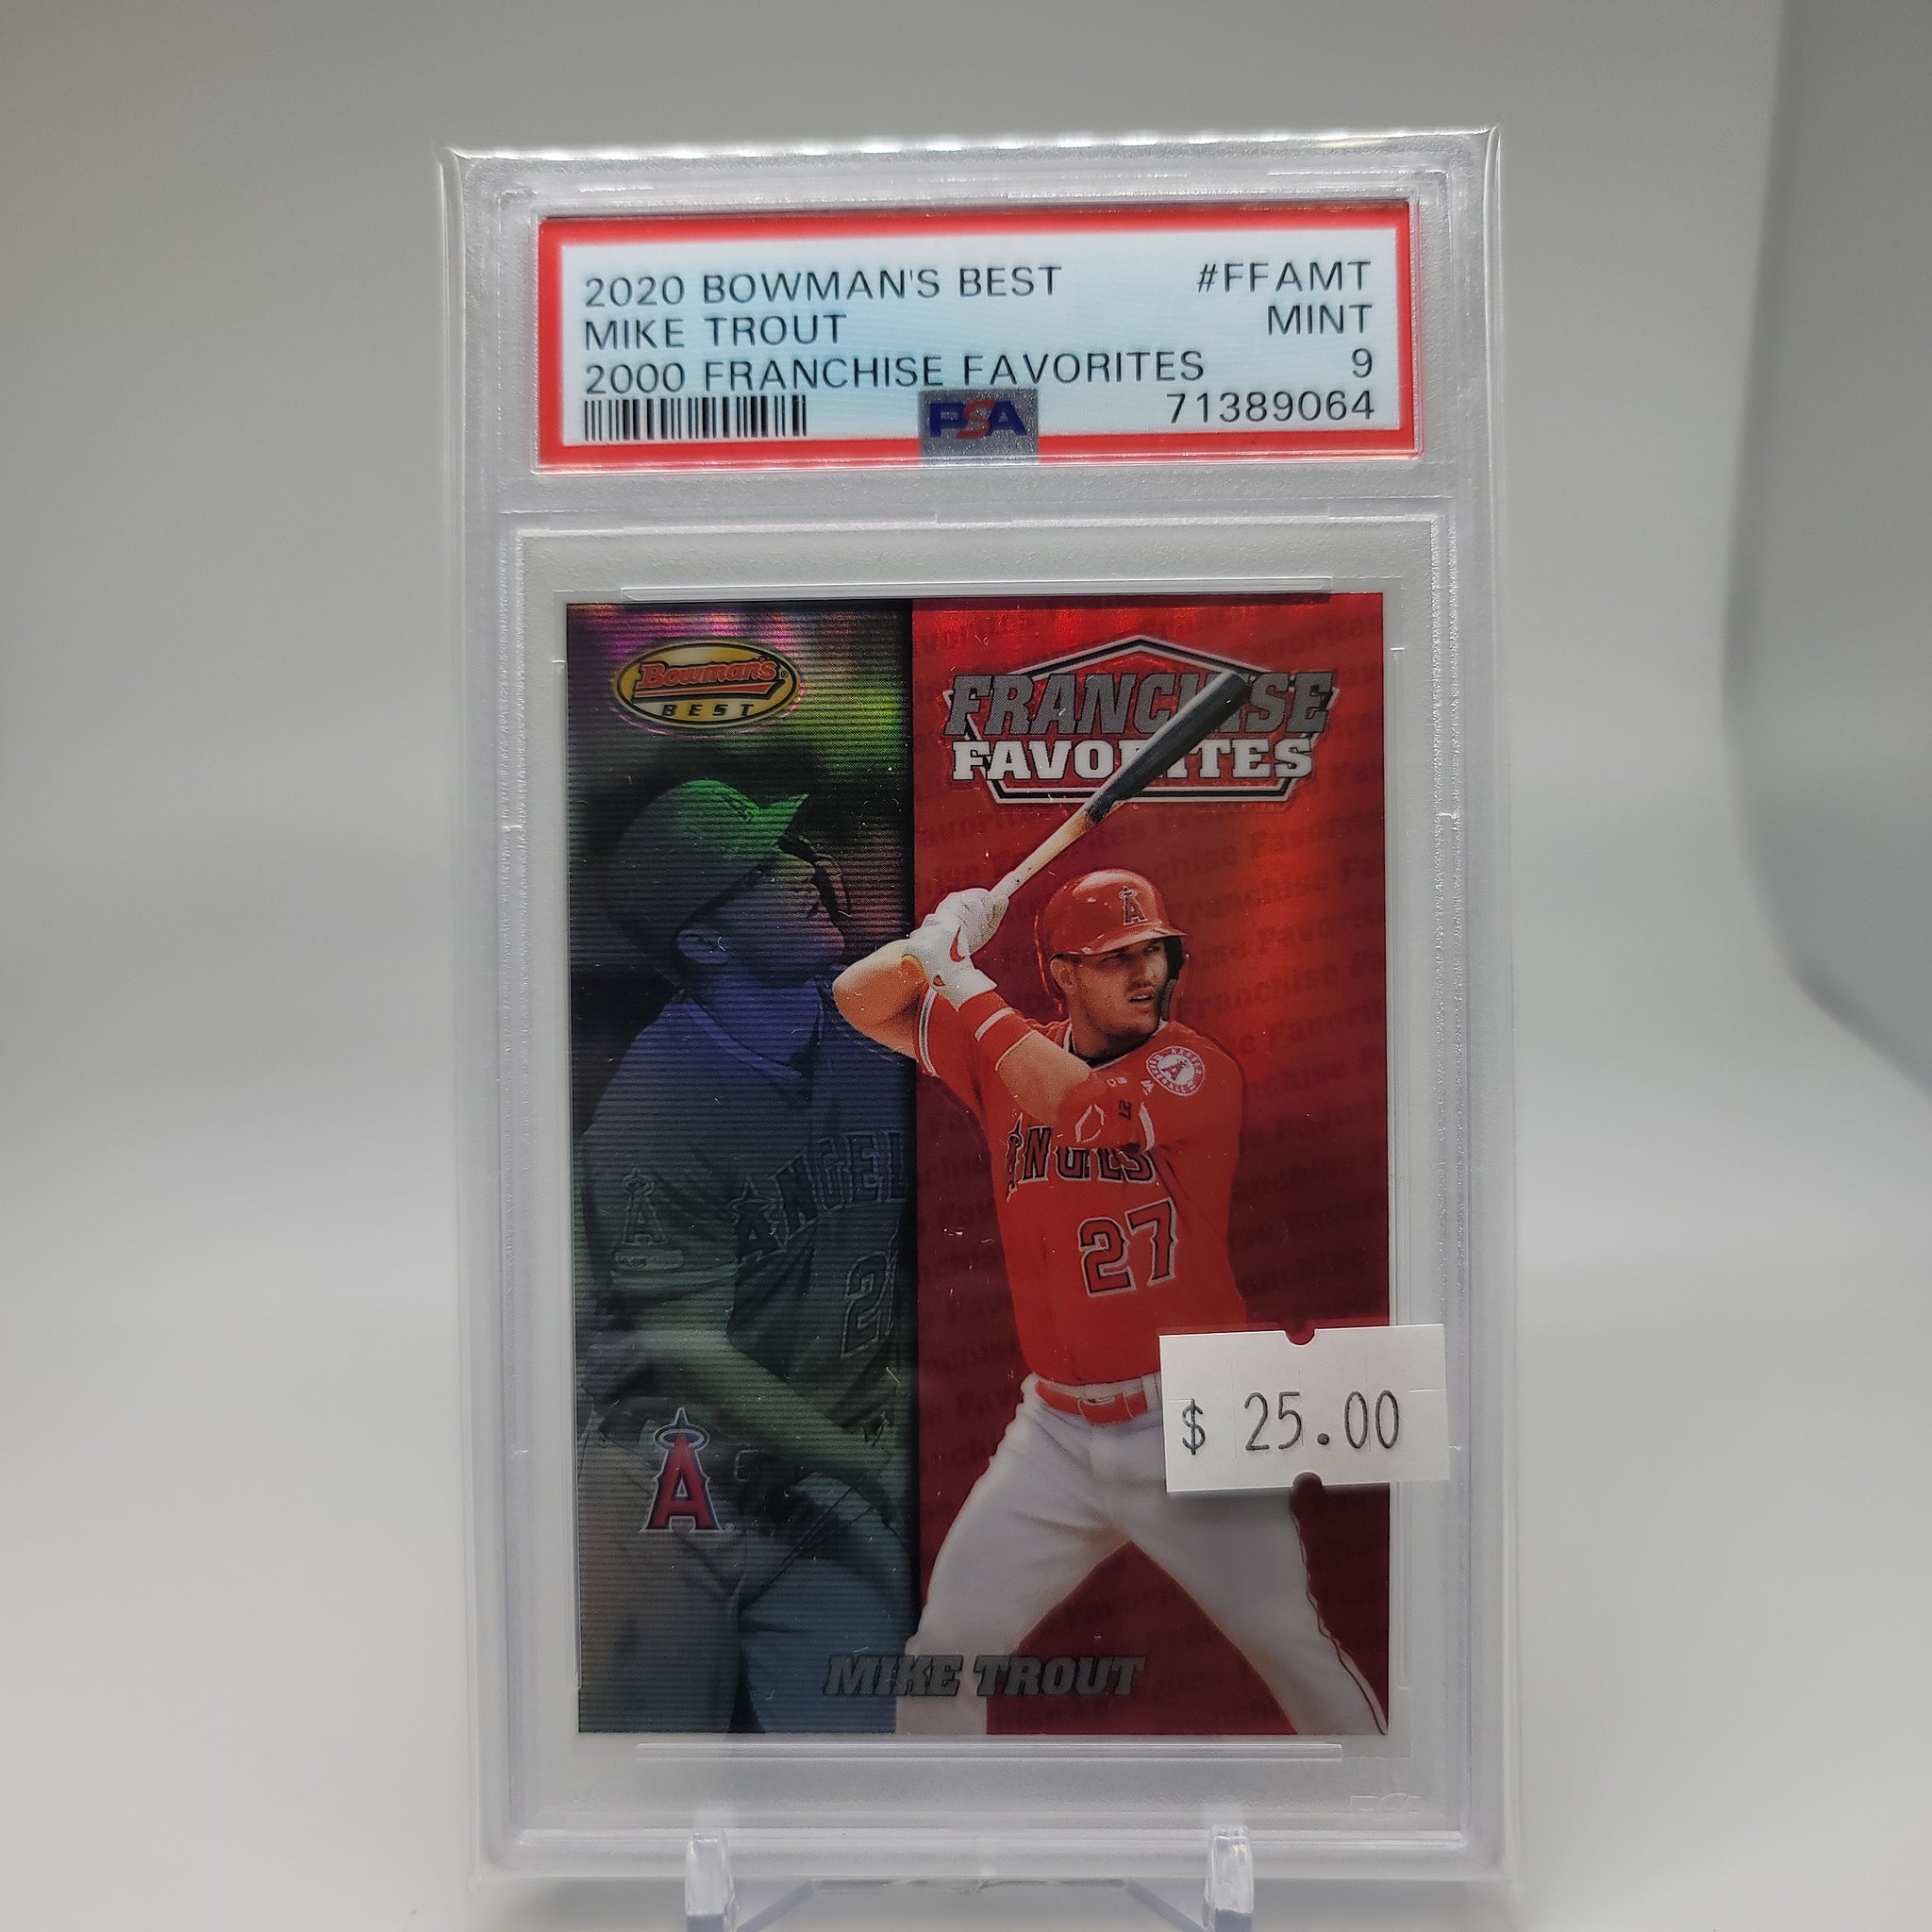 2020 BOWMAN'S BEST #FFAMT
MIKE TROUT MINT
2000 FRANCHISE FAVORITES 9
PSA 71389064
Bowman's
BEST
FRANCHISE
FAVORITES
A
ANGELS
27
ANGEL
A
$ 25.00
MIKE TROUT